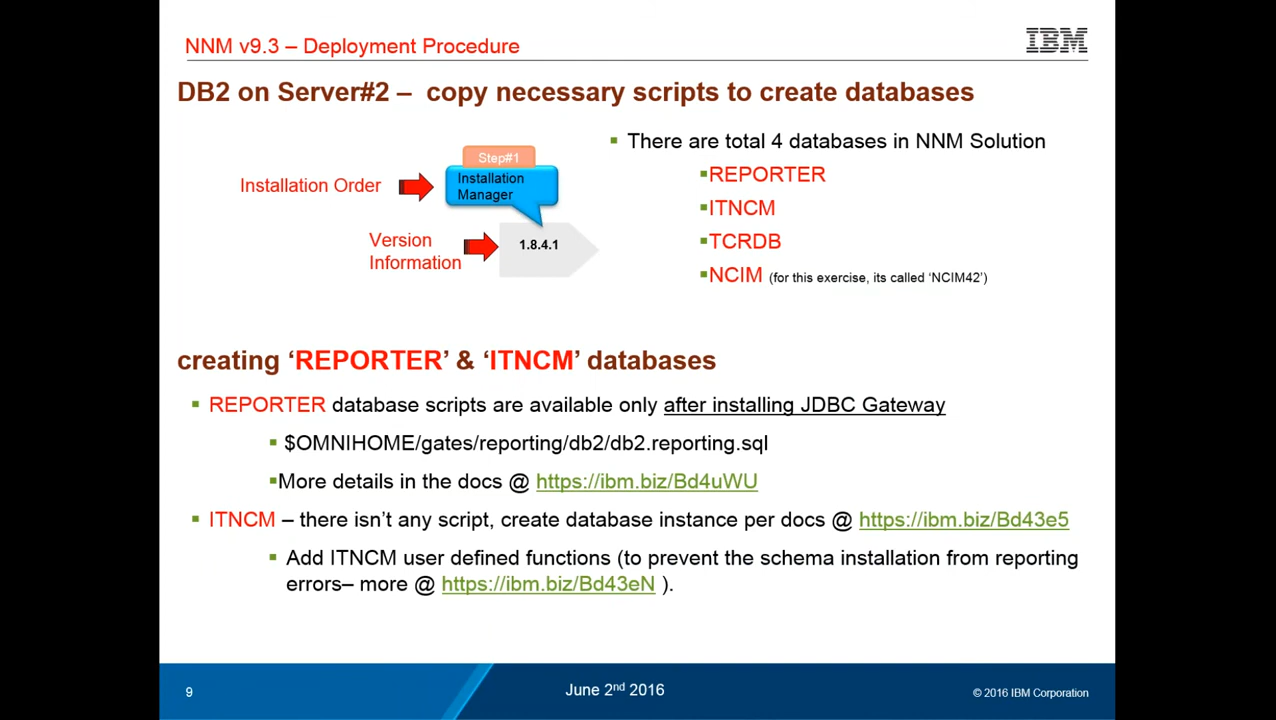 NNM v9.3 – Deployment Procedure
IBM
DB2 on Server#2 – copy necessary scripts to create databases
Installation Order
Step#1
Installation
Manager
Version
Information
1.8.4.1
▪ There are total 4 databases in NNM Solution
▪REPORTER
▪ITNCM
▪TCRDB
▪NCIM (for this exercise, its called ‘NCIM42’)
creating ‘REPORTER’ & ‘ITNCM’ databases
▪ REPORTER database scripts are available only after installing JDBC Gateway
▪ $OMNIHOME/gates/reporting/db2/db2.reporting.sql
▪More details in the docs @ https://ibm.biz/Bd4uWU
▪ ITNCM – there isn’t any script, create database instance per docs @ https://ibm.biz/Bd43e5
▪ Add ITNCM user defined functions (to prevent the schema installation from reporting
errors– more @ https://ibm.biz/Bd43eN ).
9
June 2nd 2016
© 2016 IBM Corporation